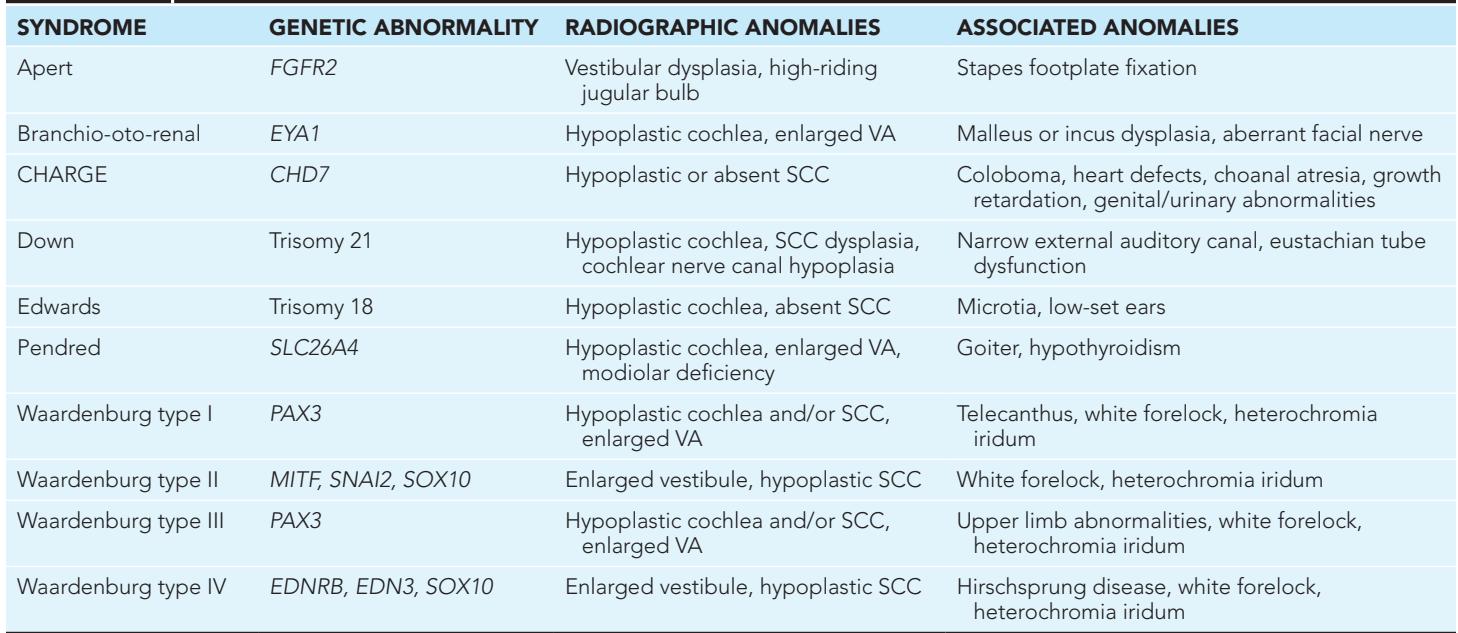 SYNDROME GENETIC ABNORMALITY RADIOGRAPHIC ANOMALIES ASSOCIATED ANOMALIES
Apert FGFR2 Vestibular dysplasia, high-riding Stapes footplate fixation
jugular bulb
Branchio-oto-renal EYA1 Hypoplastic cochlea, enlarged VA Malleus or incus dysplasia, aberrant facial nerve
CHARGE CHD7 Hypoplastic or absent SCC Coloboma, heart defects, choanal atresia, growth
retardation, genital/urinary abnormalities
Down Trisomy 21 Hypoplastic cochlea, SCC dysplasia, Narrow external auditory canal, eustachian tube
cochlear nerve canal hypoplasia dysfunction
Edwards Trisomy 18 Hypoplastic cochlea, absent SCC Microtia, low-set ears
Pendred SLC26A4 Hypoplastic cochlea, enlarged VA, Goiter, hypothyroidism
modiolar deficiency
Waardenburg type I PAX3 Hypoplastic cochlea and/or SCC, Telecanthus, white forelock, heterochromia
enlarged VA iridum
Waardenburg type II MITF, SNAI2, SOX10 Enlarged vestibule, hypoplastic SCC White forelock, heterochromia iridum
Waardenburg type III PAX3 Hypoplastic cochlea and/or SCC, Upper limb abnormalities, white forelock,
enlarged VA heterochromia iridum
Waardenburg type IV EDNRB, EDN3, SOX10 Enlarged vestibule, hypoplastic SCC Hirschsprung disease, white forelock,
heterochromia iridum